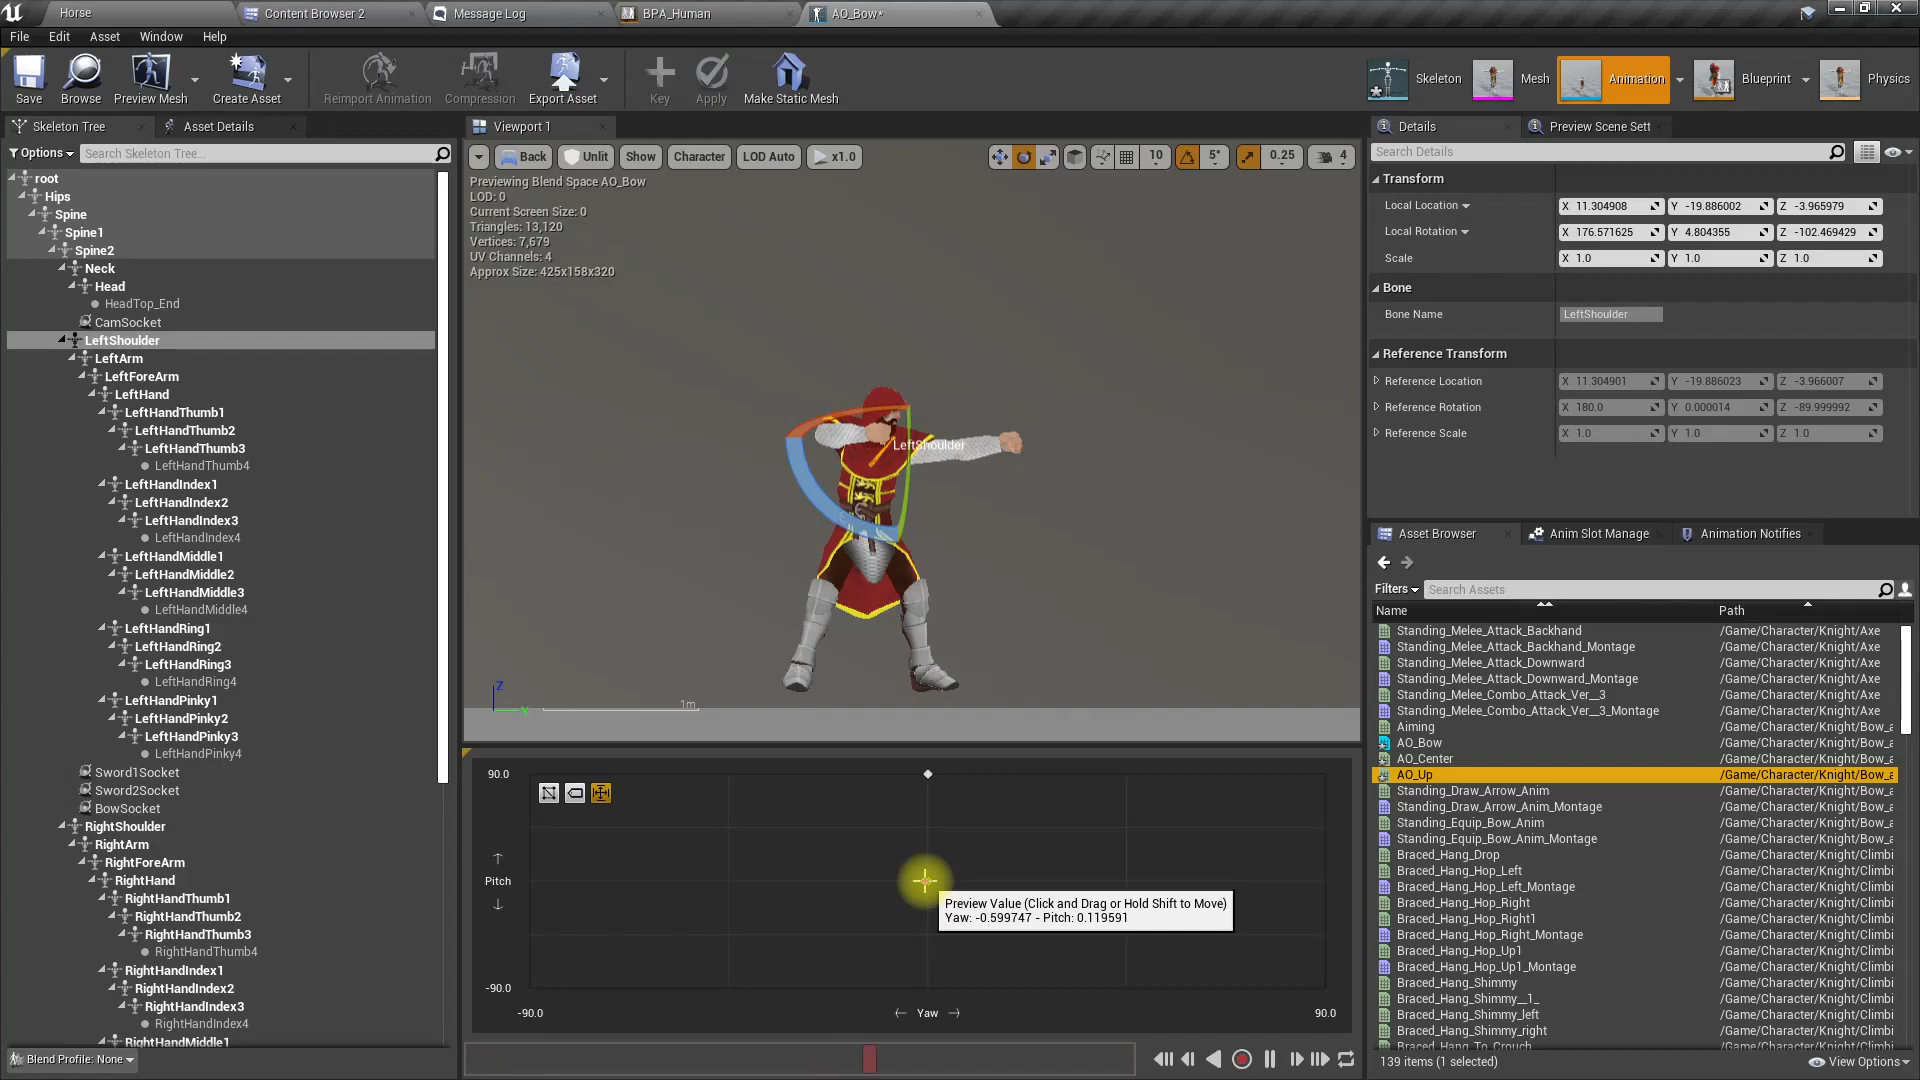 Horse
Content Browser 2
Message Log
BPA_Human
AO_Bow*
File Edit Asset Window Help
Save
Browse
Preview Mesh
Create Asset
Reimport Animation
Compression
Export Asset
Key
Apply
Make Static Mesh
Skeleton
Mesh
Animation
Blueprint
Physics
Skeleton Tree
Asset Details
Options
Search Skeleton Tree...
root
Hips
Spine
Spine1
Spine2
Neck
Head
HeadTop_End
CamSocket
LeftShoulder
LeftArm
LeftForeArm
LeftHand
LeftHandThumb1
LeftHandThumb2
LeftHandThumb3
LeftHandThumb4
LeftHandIndex1
LeftHandIndex2
LeftHandIndex3
LeftHandIndex4
LeftHandMiddle1
LeftHandMiddle2
LeftHandMiddle3
LeftHandMiddle4
LeftHandRing1
LeftHandRing2
LeftHandRing3
LeftHandRing4
LeftHandPinky1
LeftHandPinky2
LeftHandPinky3
LeftHandPinky4
Sword1Socket
Sword2Socket
BowSocket
RightShoulder
RightArm
RightForeArm
RightHand
RightHandThumb1
RightHandThumb2
RightHandThumb3
RightHandThumb4
RightHandIndex1
RightHandIndex2
RightHandIndex3
RightHandIndex4
RightHandMiddle1
Blend Profile: None
Viewport 1
Back
Unlit
Show
Character
LOD Auto
x1.0
10
5°
0.25
4
Previewing Blend Space AO_Bow
LOD: 0
Current Screen Size: 0
Triangles: 13,120
Vertices: 7,679
UV Channels: 4
Approx Size: 425x158x320
LeftShoulder
Z
Y
1m
90.0
Pitch
-90.0
-90.0
Yaw
90.0
Preview Value (Click and Drag or Hold Shift to Move)
Yaw: -0.599747 - Pitch: 0.119591
Details
Preview Scene Sett
Search Details
Transform
Local Location X 11.304908 Y -19.886002 Z -3.965979
Local Rotation X 176.571625 Y 4.804355 Z -102.469429
Scale X 1.0 Y 1.0 Z 1.0
Bone
Bone Name LeftShoulder
Reference Transform
Reference Location X 11.304901 Y -19.886023 Z -3.966007
Reference Rotation X 180.0 Y 0.000014 Z -89.999992
Reference Scale X 1.0 Y 1.0 Z 1.0
Asset Browser
Anim Slot Manage
Animation Notifies
Filters
Search Assets
Name Path
Standing_Melee_Attack_Backhand /Game/Character/Knight/Axe
Standing_Melee_Attack_Backhand_Montage /Game/Character/Knight/Axe
Standing_Melee_Attack_Downward /Game/Character/Knight/Axe
Standing_Melee_Attack_Downward_Montage /Game/Character/Knight/Axe
Standing_Melee_Combo_Attack_Ver__3 /Game/Character/Knight/Axe
Standing_Melee_Combo_Attack_Ver__3_Montage /Game/Character/Knight/Axe
Aiming /Game/Character/Knight/Bow_a
AO_Bow /Game/Character/Knight/Bow_a
AO_Center /Game/Character/Knight/Bow_a
AO_Up /Game/Character/Knight/Bow_a
Standing_Draw_Arrow_Anim /Game/Character/Knight/Bow_a
Standing_Draw_Arrow_Anim_Montage /Game/Character/Knight/Bow_a
Standing_Equip_Bow_Anim /Game/Character/Knight/Bow_a
Standing_Equip_Bow_Anim_Montage /Game/Character/Knight/Bow_a
Braced_Hang_Drop /Game/Character/Knight/Climbi
Braced_Hang_Hop_Left /Game/Character/Knight/Climbi
Braced_Hang_Hop_Left_Montage /Game/Character/Knight/Climbi
Braced_Hang_Hop_Right /Game/Character/Knight/Climbi
Braced_Hang_Hop_Right1 /Game/Character/Knight/Climbi
Braced_Hang_Hop_Right_Montage /Game/Character/Knight/Climbi
Braced_Hang_Hop_Up1 /Game/Character/Knight/Climbi
Braced_Hang_Hop_Up1_Montage /Game/Character/Knight/Climbi
Braced_Hang_Shimmy /Game/Character/Knight/Climbi
Braced_Hang_Shimmy__1_ /Game/Character/Knight/Climbi
Braced_Hang_Shimmy_left /Game/Character/Knight/Climbi
Braced_Hang_Shimmy_right /Game/Character/Knight/Climbi
Braced_Hang_To_Crouch /Game/Character/Knight/Climbi
139 items (1 selected)
View Options